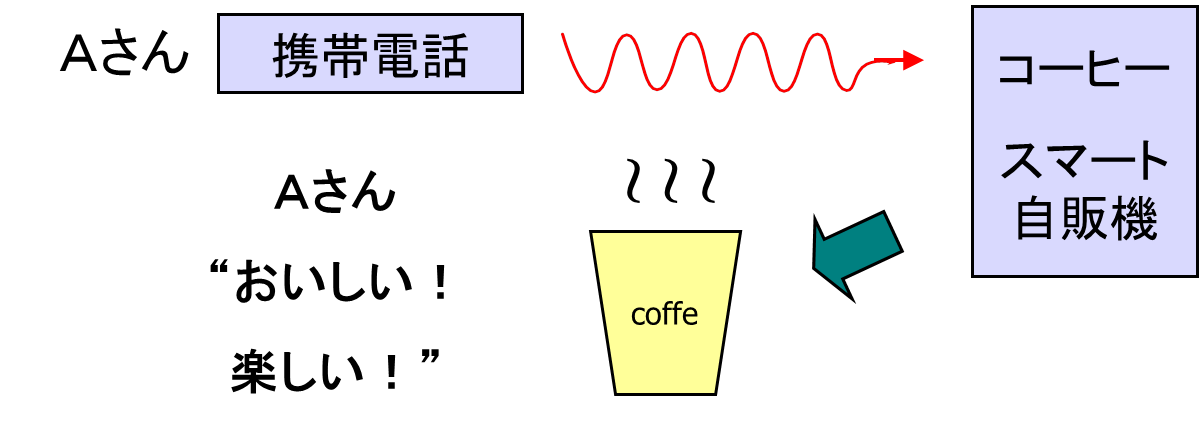 Aさん
携帯電話
コーヒー
スマート
自販機
Aさん
“おいしい！
楽しい！”
coffe